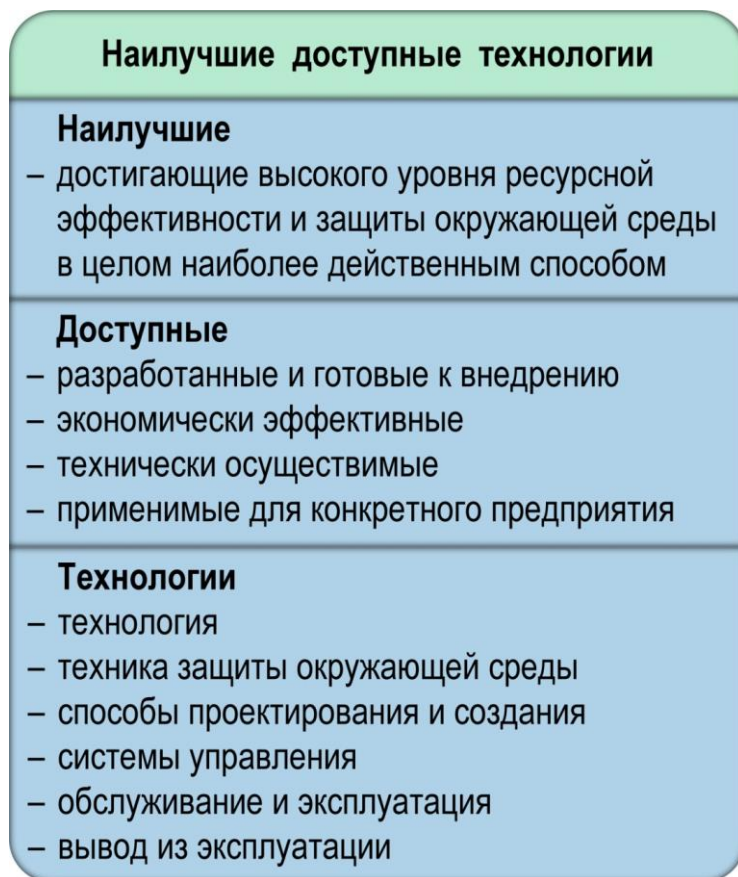 Наилучшие доступные технологии
Наилучшие
– достигающие высокого уровня ресурсной
эффективности и защиты окружающей среды
в целом наиболее действенным способом
Доступные
– разработанные и готовые к внедрению
– экономически эффективные
– технически осуществимые
– применимые для конкретного предприятия
Технологии
– технология
– техника защиты окружающей среды
– способы проектирования и создания
– системы управления
– обслуживание и эксплуатация
– вывод из эксплуатации